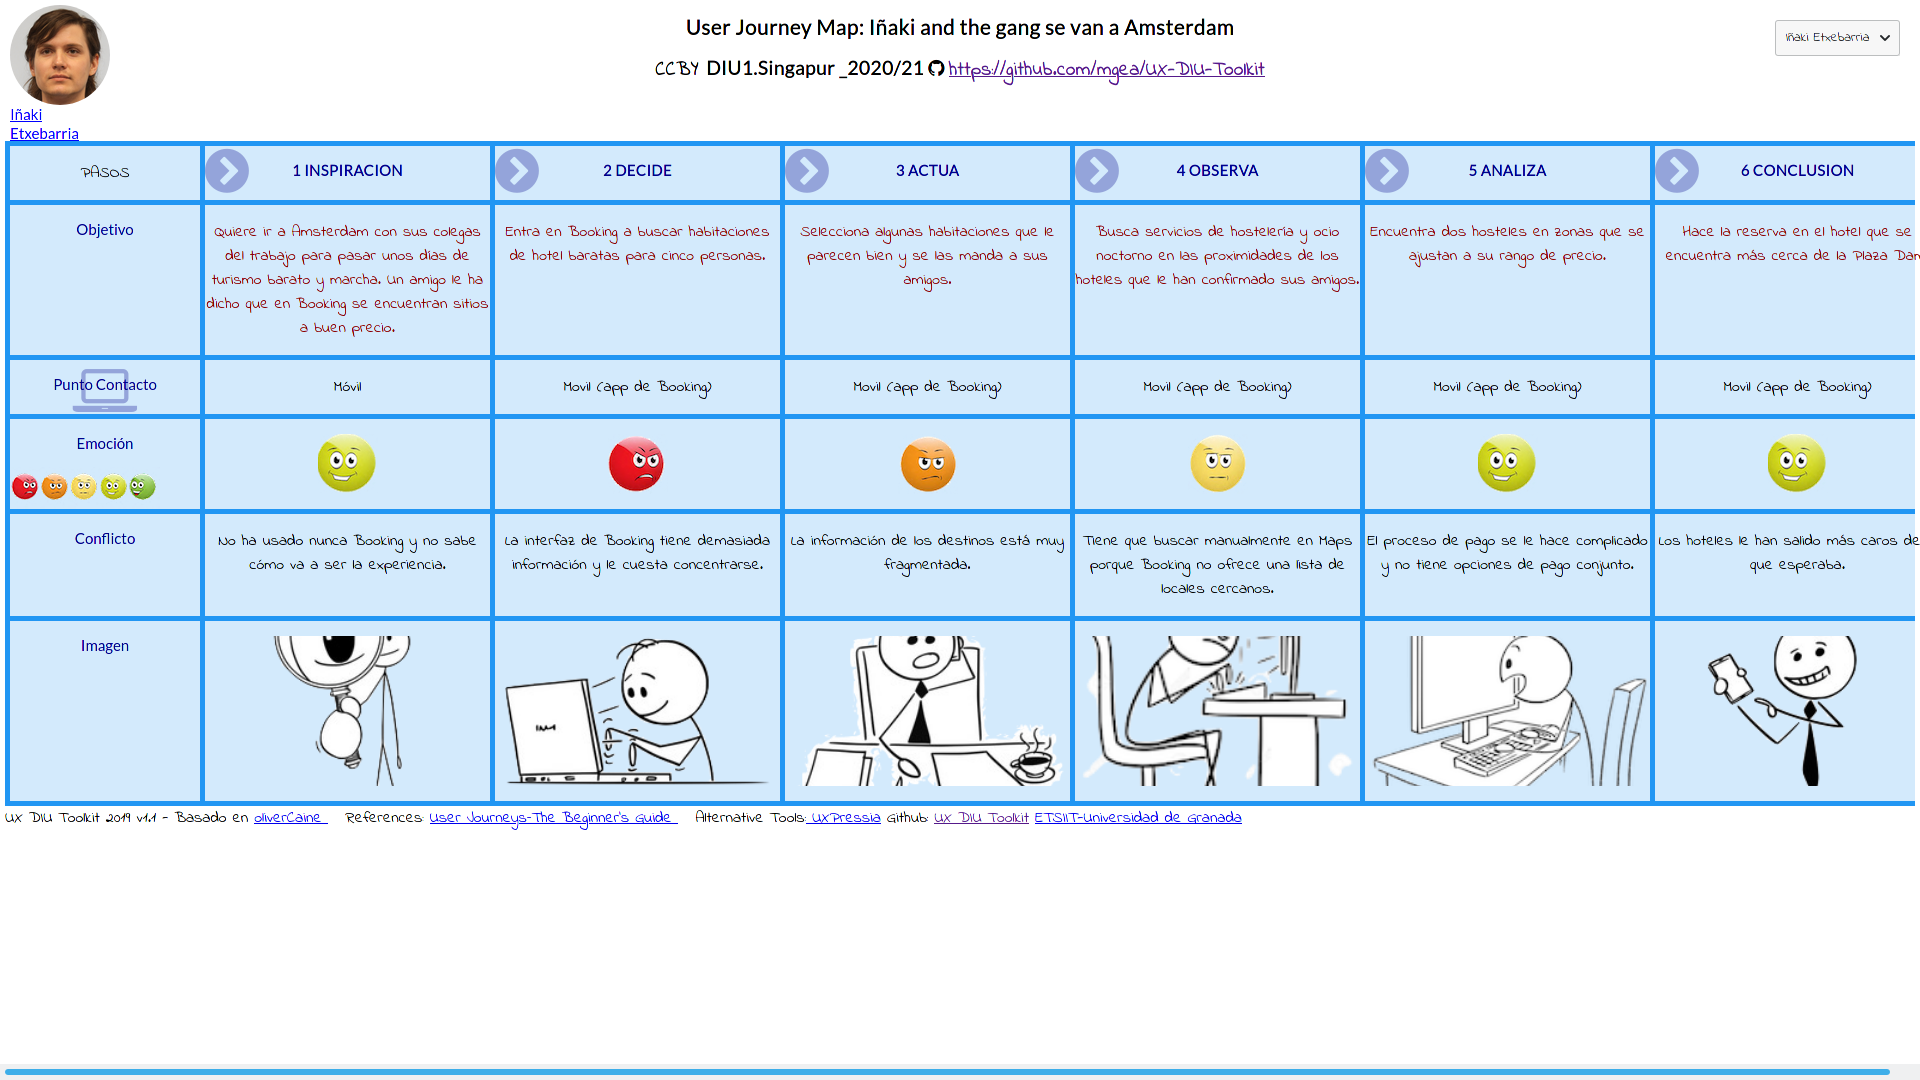 User Journey Map: Iñaki and the gang se van a Amsterdam
Iñaki Etxebarria
CCBY DIU1.Singapur _2020/21 https://github.com/mgea/UX-DIU-Toolkit
Iñaki
Etxebarria
PASOS
1 INSPIRACION
2 DECIDE
3 ACTUA
4 OBSERVA
5 ANALIZA
6 CONCLUSION
Objetivo
Quiere ir a Amsterdam con sus colegas
del trabajo para pasar unos días de
turismo barato y marcha. Un amigo le ha
dicho que en Booking se encuentran sitios
a buen precio.
Entra en Booking a buscar habitaciones
de hotel baratas para cinco personas.
Selecciona algunas habitaciones que le
parecen bien y se las manda a sus
amigos.
Busca servicios de hostelería y ocio
nocturno en las proximidades de los
hoteles que le han confirmado sus amigos.
Encuentra dos hosteles en zonas que se
ajustan a su rango de precio.
Hace la reserva en el hotel que se
encuentra más cerca de la Plaza Dam
Punto Contacto
Móvil
Movil (app de Booking)
Movil (app de Booking)
Movil (app de Booking)
Movil (app de Booking)
Movil (app de Booking)
Emoción
Conflicto
No ha usado nunca Booking y no sabe
cómo va a ser la experiencia.
La interfaz de Booking tiene demasiada
información y le cuesta concentrarse.
La información de los destinos está muy
fragmentada.
Tiene que buscar manualmente en Maps
porque Booking no ofrece una lista de
locales cercanos.
El proceso de pago se le hace complicado
y no tiene opciones de pago conjunto.
Los hoteles le han salido más caros de
que esperaba.
Imagen
UX DIU Toolkit 2019 v1.1 - Basado en oliverCaine References: User Journeys-The Beginner's Guide Alternative Tools: UXPressia Github: UX DIU Toolkit ETSIIT-Universidad de Granada